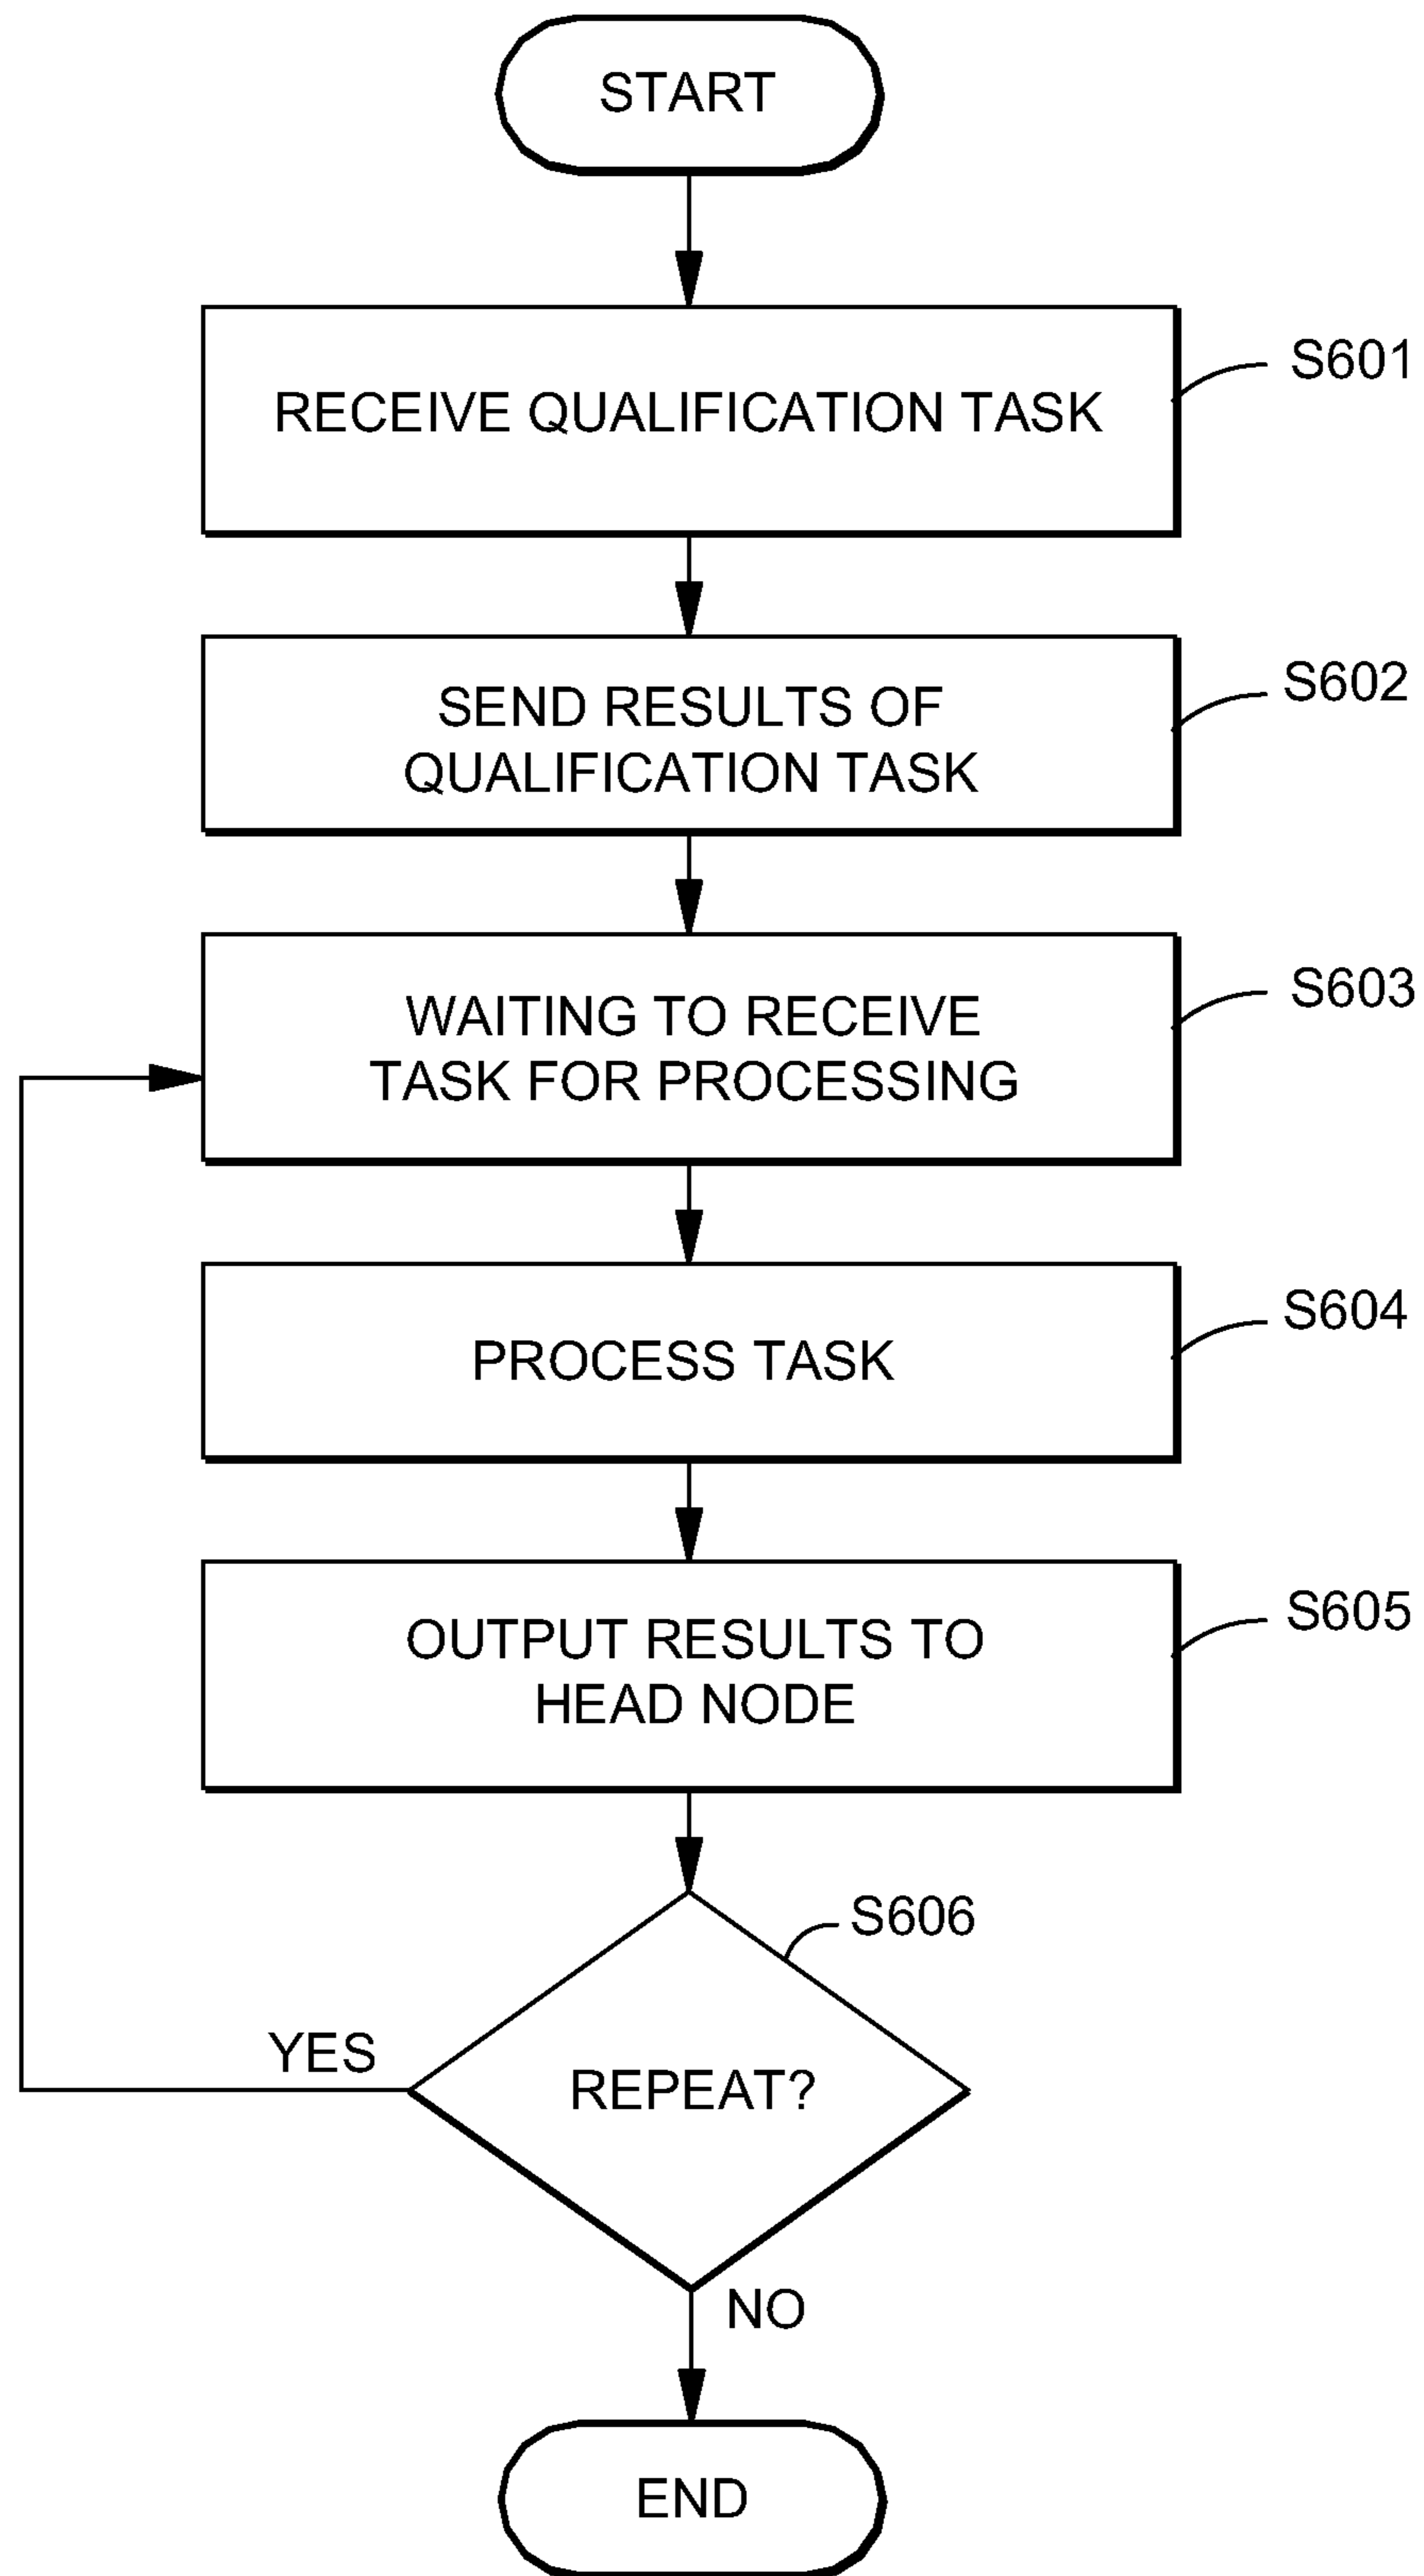 START
RECEIVE QUALIFICATION TASK
S601
SEND RESULTS OF
QUALIFICATION TASK
S602
WAITING TO RECEIVE
TASK FOR PROCESSING
S603
PROCESS TASK
S604
OUTPUT RESULTS TO
HEAD NODE
S605
S606
REPEAT?
YES
NO
END